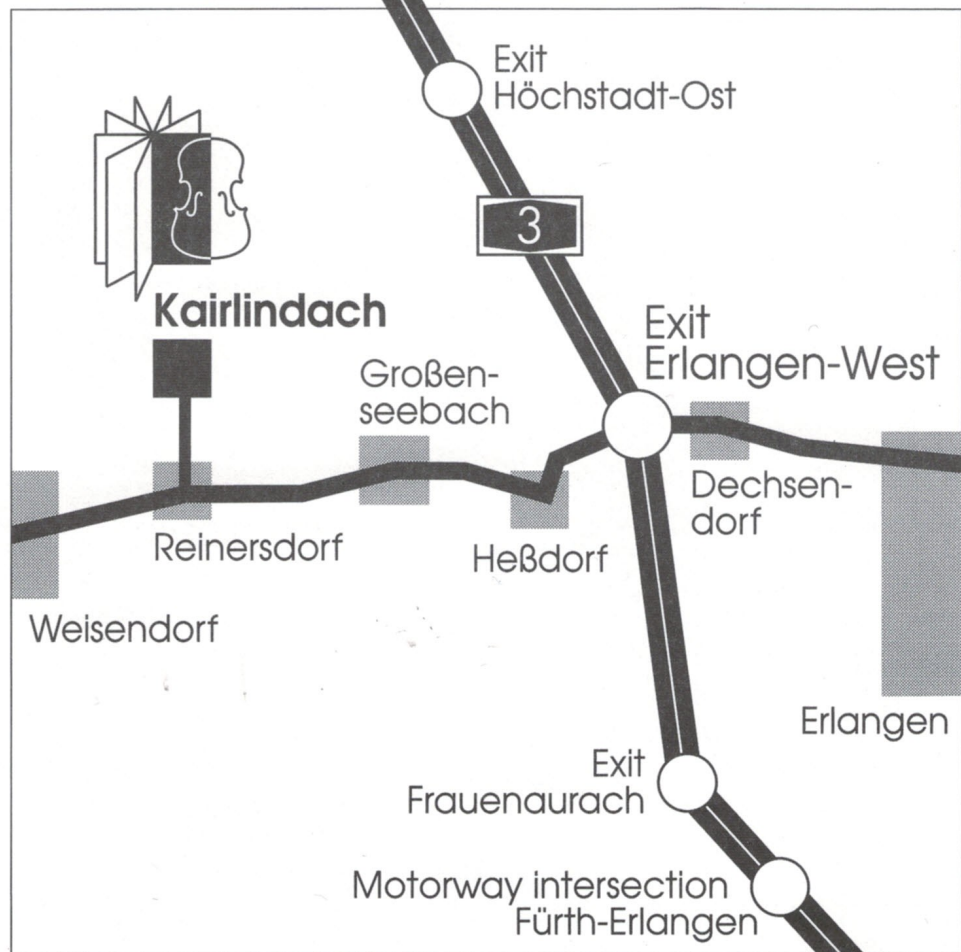 Exit
Höchstadt-Ost
3
Kairlindach
Exit
Erlangen-West
Großen-
seebach
Dechsen-
dorf
Reinersdorf
Heßdorf
Weisendorf
Erlangen
Exit
Frauenaurach
Motorway intersection
Fürth-Erlangen